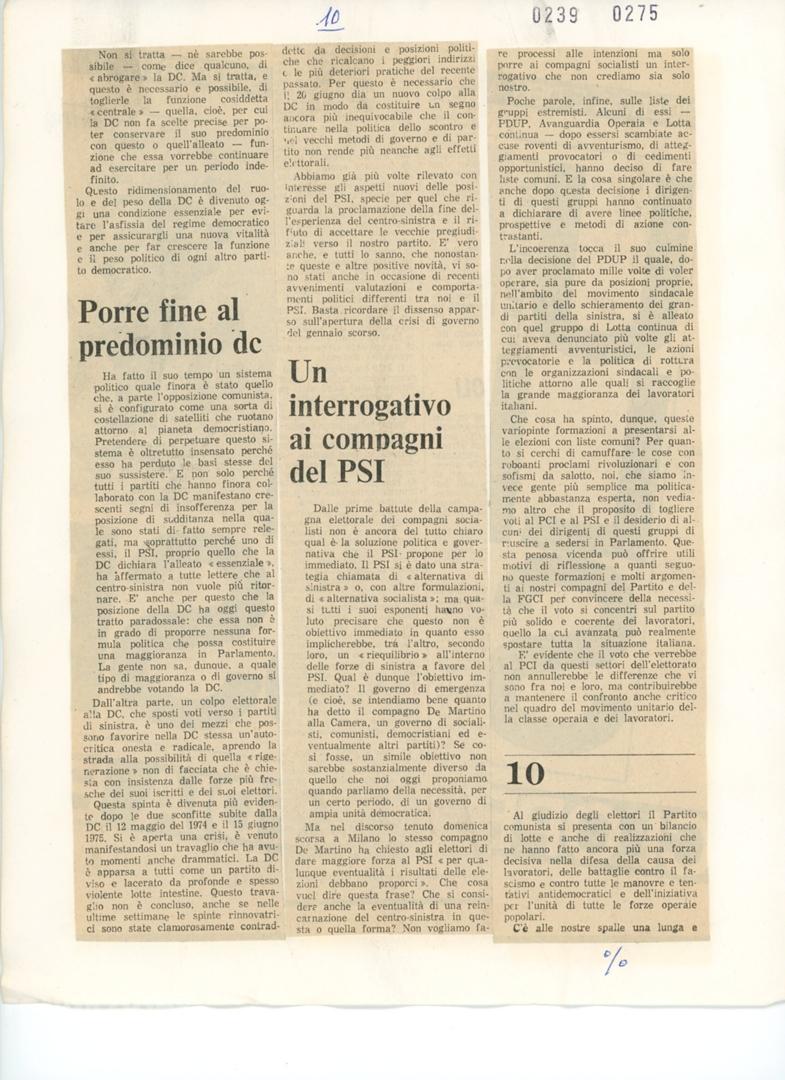 10
0239 0275
Non si tratta — nè sarebbe pos-
sibile — come dice qualcuno, di
« abrogare » la DC. Ma si tratta, e
questo è necessario e possibile, di
toglierle la funzione cosiddetta
« centrale » — quella, cioè, per cui
la DC non fa scelte precise per po-
ter conservare il suo predominio
con questo o quell'alleato — fun-
zione che essa vorrebbe continuare
ad esercitare per un periodo inde-
finito.
Questo ridimensionamento del ruo-
lo e del peso della DC è divenuto og-
gi una condizione essenziale per evi-
tare l'asfissia del regime democratico
e per assicurargli una nuova vitalità
e anche per far crescere la funzione
e il peso politico di ogni altro parti-
to democratico.
Porre fine al
predominio dc
Ha fatto il suo tempo un sistema
politico quale finora è stato quello
che, a parte l'opposizione comunista,
si è configurato come una sorta di
costellazione di satelliti che ruotano
attorno al pianeta democristiano.
Pretendere di perpetuare questo si-
stema è oltretutto insensato perché
esso ha perduto le basi stesse del
suo sussistere. E non solo perché
tutti i partiti che hanno finora col-
laborato con la DC manifestano cre-
scenti segni di insofferenza per la
posizione di sudditanza nella qua-
le sono stati di fatto sempre rele-
gati, ma soprattutto perché uno di
essi, il PSI, proprio quello che la
DC dichiara l'alleato « essenziale »,
ha affermato a tutte lettere che al
centro-sinistra non vuole più ritor-
nare. E' anche per questo che la
posizione della DC ha oggi questo
tratto paradossale: che essa non è
in grado di proporre nessuna for-
mula politica che possa costituire
una maggioranza in Parlamento.
La gente non sa, dunque, a quale
tipo di maggioranza o di governo si
andrebbe votando la DC.
Dall'altra parte, un colpo elettorale
alla DC, che sposti voti verso i partiti
di sinistra, è uno dei mezzi che pos-
sono favorire nella DC stessa un'auto-
critica onesta e radicale, aprendo la
strada alla possibilità di quella « rige-
nerazione » non di facciata che è chie-
sta con insistenza dalle forze più fre-
sche dei suoi iscritti e dei suoi elettori.
Questa spinta è divenuta più eviden-
te dopo le due sconfitte subite dalla
DC il 12 maggio del 1974 e il 15 giugno
1975. Si è aperta una crisi, è venuto
manifestandosi un travaglio che ha avu-
to momenti anche drammatici. La DC
è apparsa a tutti come un partito di-
viso e lacerato da profonde e spesso
violente lotte intestine. Questo trava-
glio non è concluso, anche se nelle
ultime settimane le spinte rinnovatri-
ci sono state clamorosamente contrad-
dette da decisioni e posizioni politi-
che che ricalcano i peggiori indirizzi
e le più deteriori pratiche del recente
passato. Per questo è necessario che
il 20 giugno dia un nuovo colpo alla
DC in modo da costituire un segno
ancora più inequivocabile che il con-
tinuare nella politica dello scontro e
nei vecchi metodi di governo e di par-
tito non rende più neanche agli effetti
elettorali.
Abbiamo già più volte rilevato con
interesse gli aspetti nuovi delle posi-
zioni del PSI, specie per quel che ri-
guarda la proclamazione della fine del-
l'esperienza del centro-sinistra e il ri-
fiuto di accettare le vecchie pregiudi-
ziali verso il nostro partito. E' vero
anche, e tutti lo sanno, che nonostan-
te queste e altre positive novità, vi so-
no stati anche in occasione di recenti
avvenimenti valutazioni e comporta-
menti politici differenti tra noi e il
PSI. Basta ricordare il dissenso appar-
so sull'apertura della crisi di governo
del gennaio scorso.
Un
interrogativo
ai compagni
del PSI
Dalle prime battute della campa-
gna elettorale dei compagni socia-
listi non è ancora del tutto chiaro
qual è la soluzione politica e gover-
nativa che il PSI propone per lo
immediato. Il PSI si è dato una stra-
tegia chiamata di « alternativa di
sinistra » o, con altre formulazioni,
di « alternativa socialista »; ma qua-
si tutti i suoi esponenti hanno vo-
luto precisare che questo non è
obiettivo immediato in quanto esso
implicherebbe, tra l'altro, secondo
loro, un « riequilibrio » all'interno
delle forze di sinistra a favore del
PSI. Qual è dunque l'obiettivo im-
mediato? Il governo di emergenza
(e cioè, se intendiamo bene quanto
ha detto il compagno De Martino
alla Camera, un governo di sociali-
sti, comunisti, democristiani ed e-
ventualmente altri partiti)? Se co-
si fosse, un simile obiettivo non
sarebbe sostanzialmente diverso da
quello che noi oggi proponiamo
quando parliamo della necessità, per
un certo periodo, di un governo di
ampia unità democratica.
Ma nel discorso tenuto domenica
scorsa a Milano lo stesso compagno
De Martino ha chiesto agli elettori di
dare maggiore forza al PSI « per qua-
lunque eventualità i risultati delle ele-
zioni debbano proporci ». Che cosa
vuol dire questa frase? Che si consi-
dera anche la eventualità di una rein-
carnazione del centro-sinistra in que-
sta o quella forma? Non vogliamo fa-
re processi alle intenzioni ma solo
porre ai compagni socialisti un inter-
rogativo che non crediamo sia solo
nostro.
Poche parole, infine, sulle liste dei
gruppi estremisti. Alcuni di essi —
PDUP, Avanguardia Operaia e Lotta
continua — dopo essersi scambiate ac-
cuse roventi di avventurismo, di atteg-
giamenti provocatori o di cedimenti
opportunistici, hanno deciso di fare
liste comuni. E la cosa singolare è che
anche dopo questa decisione i dirigen-
ti di questi gruppi hanno continuato
a dichiarare di avere linee politiche,
prospettive e metodi di azione con-
trastanti.
L'incoerenza tocca il suo culmine
nella decisione del PDUP il quale, do-
po aver proclamato mille volte di voler
operare, sia pure da posizioni proprie,
nell'ambito del movimento sindacale
unitario e dello schieramento dei gran-
di partiti della sinistra, si è alleato
con quel gruppo di Lotta continua di
cui aveva denunciato più volte gli at-
teggiamenti avventuristici, le azioni
provocatorie e la politica di rottura
con le organizzazioni sindacali e po-
litiche attorno alle quali si raccoglie
la grande maggioranza dei lavoratori
italiani.
Che cosa ha spinto, dunque, queste
variopinte formazioni a presentarsi al-
le elezioni con liste comuni? Per quan-
to si cerchi di camuffare le cose con
roboanti proclami rivoluzionari e con
sofismi da salotto, noi, che siamo in-
vece gente più semplice ma politica-
mente abbastanza esperta, non vedia-
mo altro che il proposito di togliere
voti al PCI e al PSI e il desiderio di al-
cuni dei dirigenti di questi gruppi di
riuscire a sedersi in Parlamento. Que-
sta penosa vicenda può offrire utili
motivi di riflessione a quanti seguo-
no queste formazioni e molti argomen-
ti ai nostri compagni del Partito e del-
la FGCI per convincere della necessi-
tà che il voto si concentri sul partito
più solido e coerente dei lavoratori,
quello la cui avanzata può realmente
spostare tutta la situazione italiana.
E' evidente che il voto che verrebbe
al PCI da questi settori dell'elettorato
non annullerebbe le differenze che vi
sono fra noi e loro, ma contribuirebbe
a mantenere il confronto anche critico
nel quadro del movimento unitario del-
la classe operaia e dei lavoratori.
10
Al giudizio degli elettori il Partito
comunista si presenta con un bilancio
di lotte e anche di realizzazioni che
ne hanno fatto ancora più una forza
decisiva nella difesa della causa dei
lavoratori, delle battaglie contro il fa-
scismo e contro tutte le manovre e ten-
tativi antidemocratici e dell'iniziativa
per l'unità di tutte le forze operaie
popolari.
C'è alle nostre spalle una lunga e
%